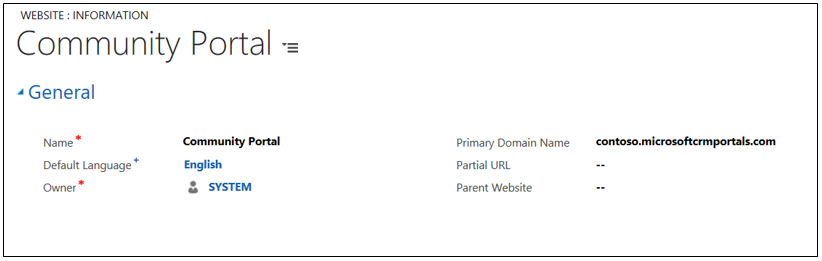 WEBSITE : INFORMATION
Community Portal
General
Name * Community Portal Primary Domain Name contoso.microsoftcrmportals.com
Default Language + English Partial URL --
Owner * SYSTEM Parent Website --